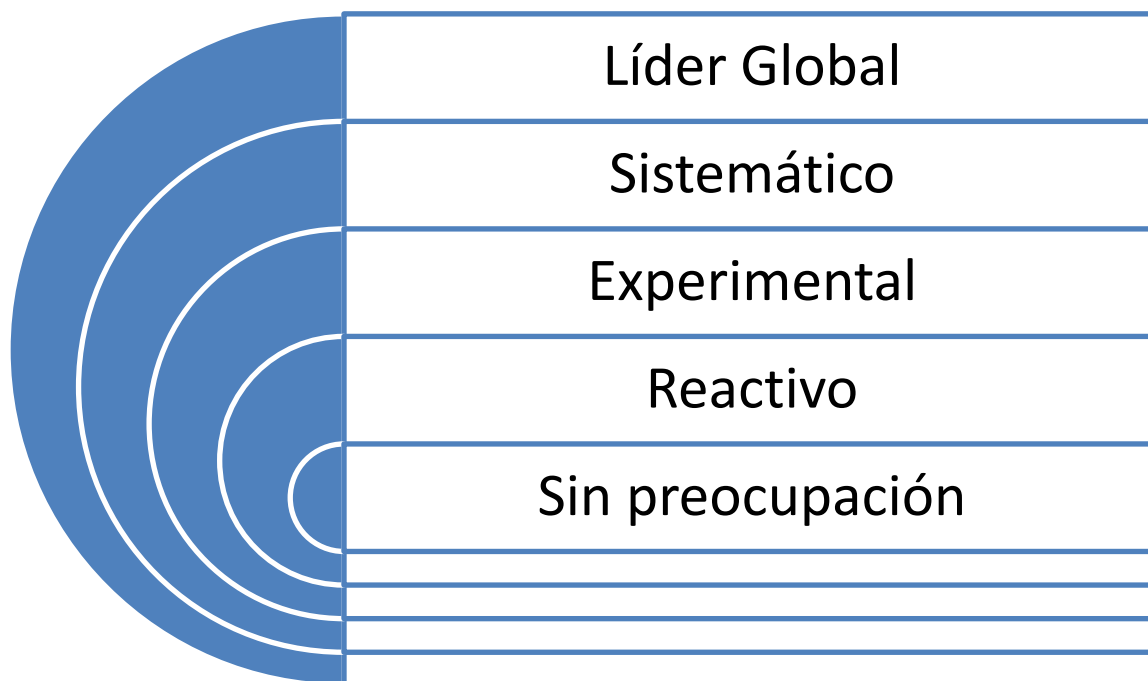 Líder Global
Sistemático
Experimental
Reactivo
Sin preocupación